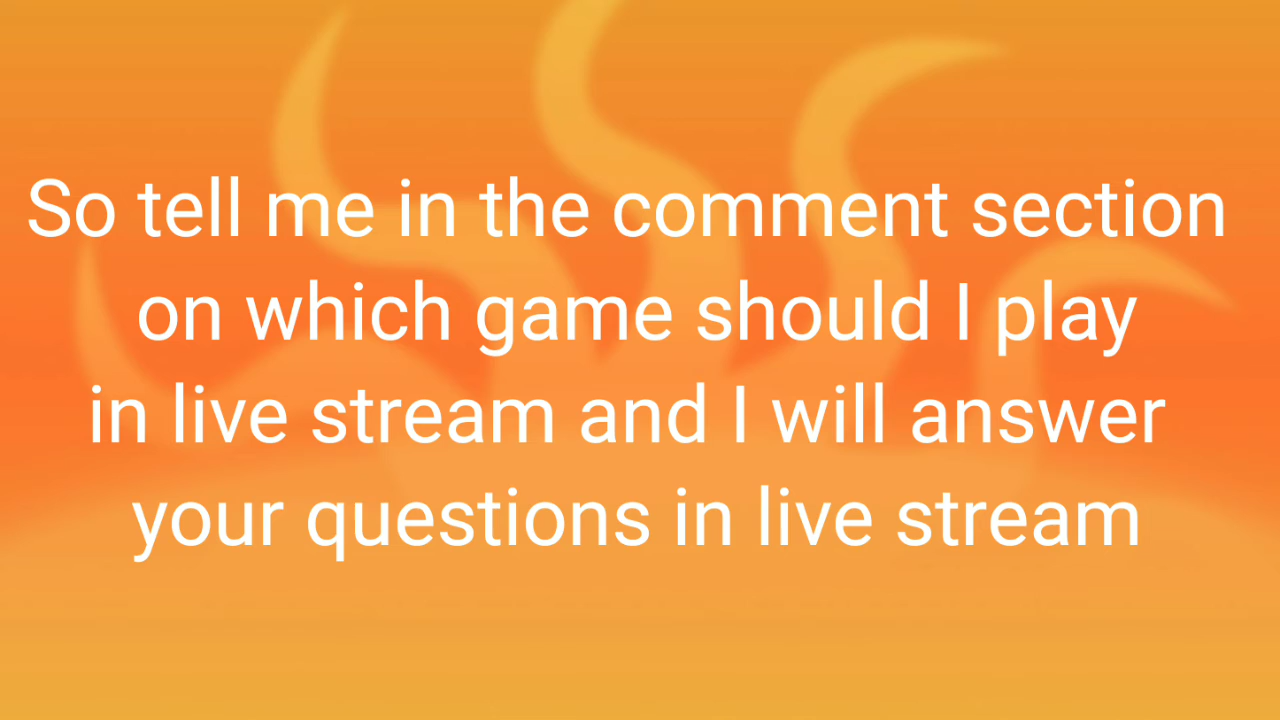 So tell me in the comment section
on which game should I play
in live stream and I will answer
your questions in live stream